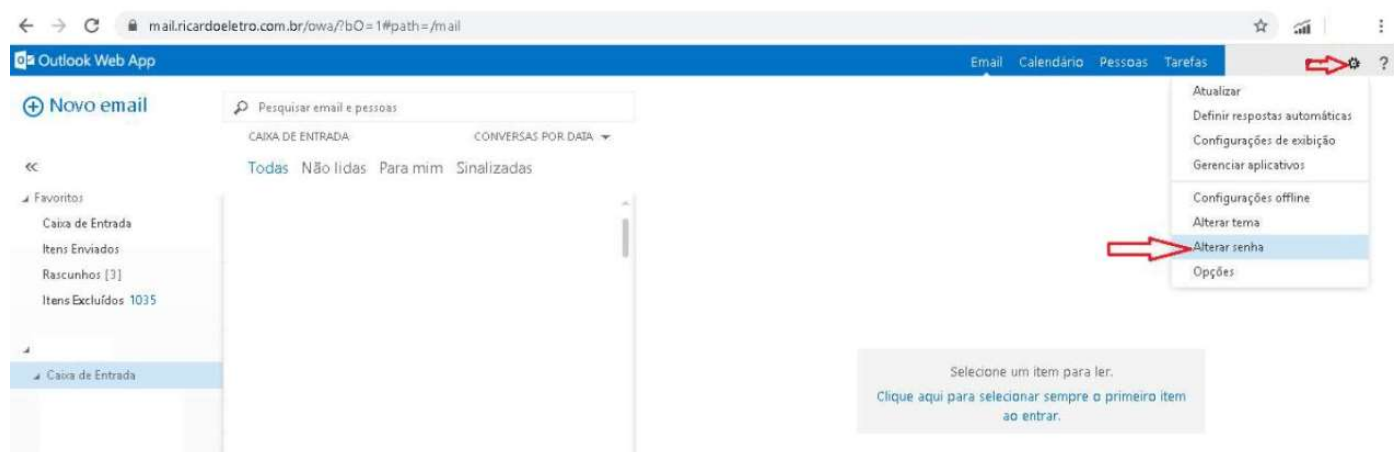 mail.ricardoeletro.com.br/owa/?bO=1#path=/mail
Outlook Web App
Email Calendário Pessoas Tarefas
?
Novo email
Pesquisar email e pessoas
CAIXA DE ENTRADA CONVERSAS POR DATA
Todas Não lidas Para mim Sinalizadas
Favoritos
Caixa de Entrada
Itens Enviados
Rascunhos [3]
Itens Excluídos 1035
Caixa de Entrada
Atualizar
Definir respostas automáticas
Configurações de exibição
Gerenciar aplicativos
Configurações offline
Alterar tema
Alterar senha
Opções
Selecione um item para ler.
Clique aqui para selecionar sempre o primeiro item
ao entrar.